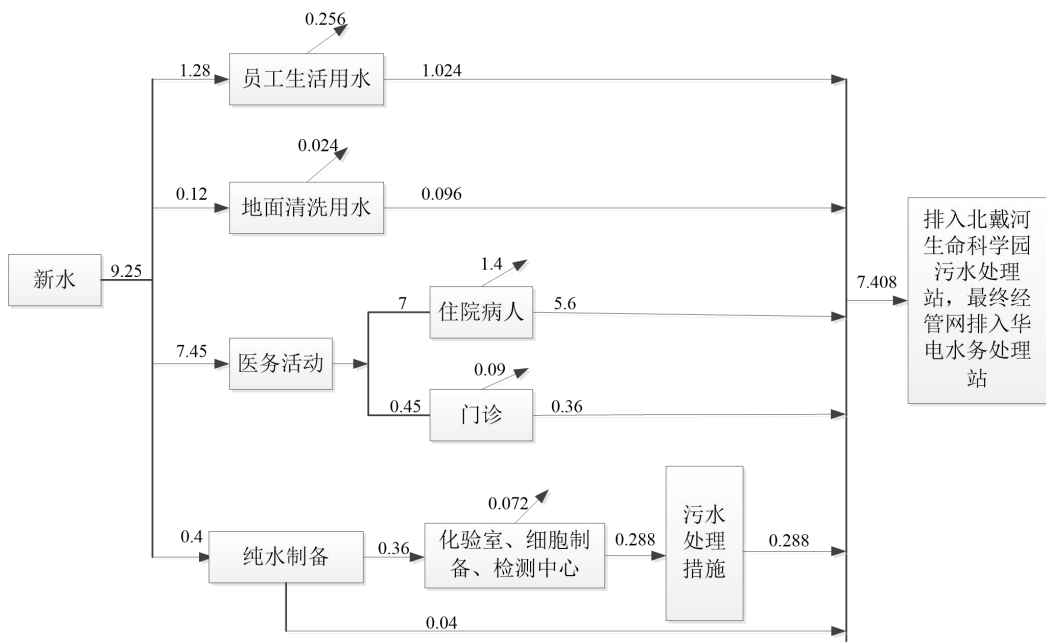 0.256
1.28
员工生活用水
1.024
0.024
0.12
地面清洗用水
0.096
新水
9.25
1.4
7
住院病人
5.6
7.45
医务活动
0.09
0.45
门诊
0.36
0.4
纯水制备
0.36
0.072
化验室、细胞制
备、检测中心
0.288
污水
处理
措施
0.288
0.04
7.408
排入北戴河
生命科学园
污水处理
站，最终经
管网排入华
电水务处理
站